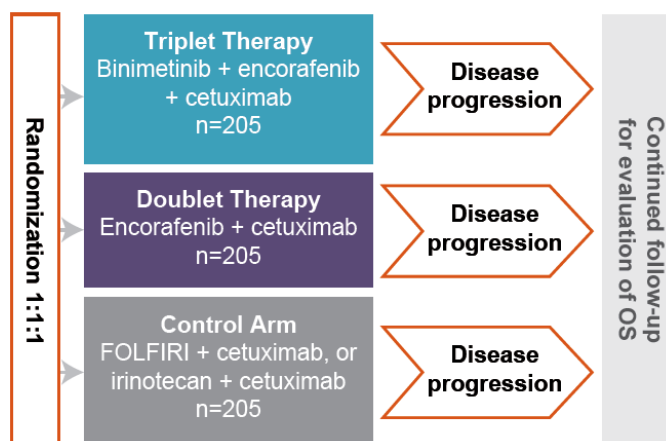 Randomization 1:1:1
Triplet Therapy
Binimetinib + encorafenib
+ cetuximab
n=205
Disease
progression
Doublet Therapy
Encorafenib + cetuximab
n=205
Disease
progression
Control Arm
FOLFIRI + cetuximab, or
irinotecan + cetuximab
n=205
Disease
progression
Continued follow-up
for evaluation of OS